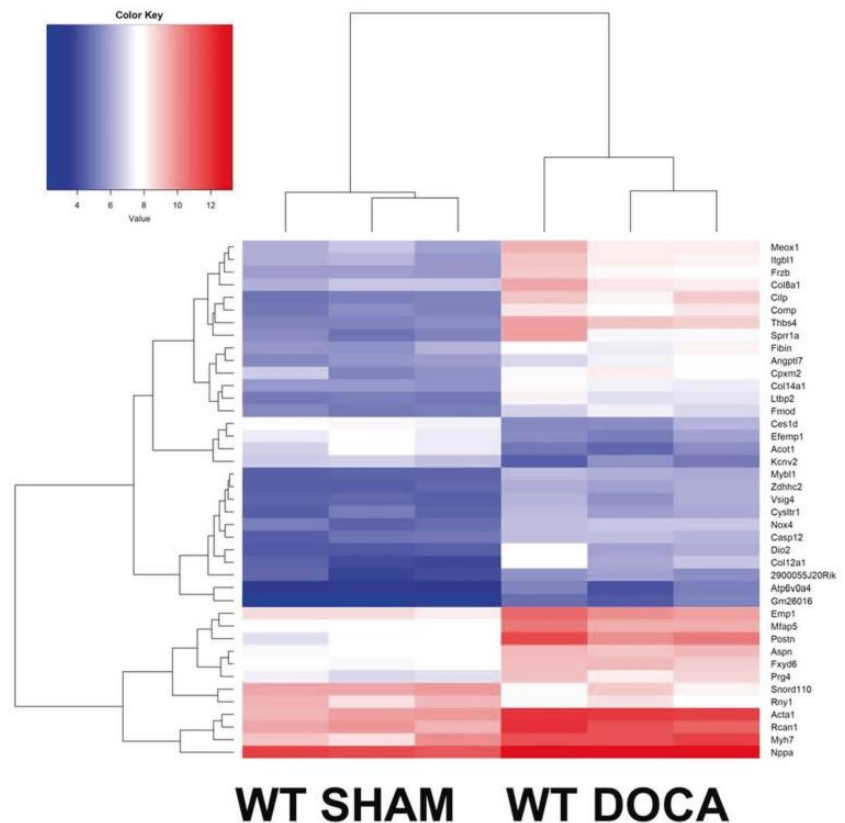 Color Key
4 6 8 10 12
Value
Meox1
Itgbl1
Frzb
Col8a1
Cilp
Comp
Thbs4
Sprr1a
Fibin
Angptl7
Cpxm2
Col14a1
Ltbp2
Fmod
Ces1d
Efemp1
Acot1
Kcnv2
Mybl1
Zdhhc2
Vsig4
Cysltr1
Nox4
Casp12
Dio2
Col12a1
2900055J20Rik
Atp6v0a4
Gm26016
Emp1
Mfap5
Postn
Aspn
Fxyd6
Prg4
Snord110
Rny1
Acta1
Rcan1
Myh7
Nppa
WT SHAM WT DOCA